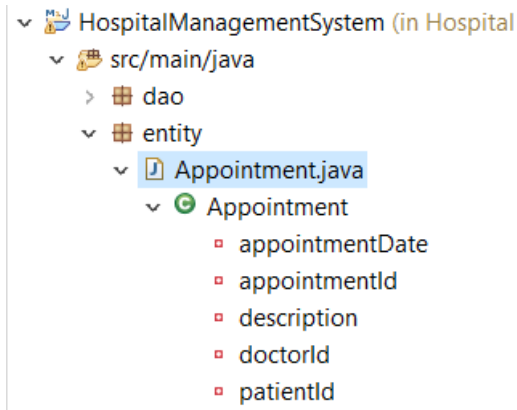 HospitalManagementSystem (in Hospital
src/main/java
dao
entity
Appointment.java
Appointment
appointmentDate
appointmentId
description
doctorId
patientId